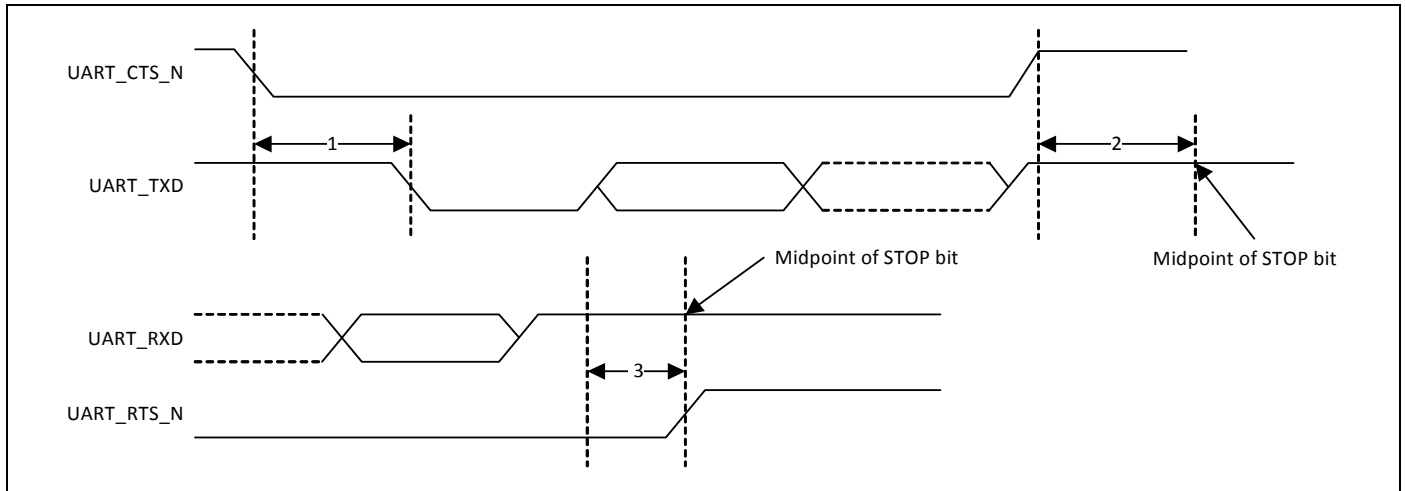 UART_CTS_N
1
2
UART_TXD
Midpoint of STOP bit
Midpoint of STOP bit
UART_RXD
3
UART_RTS_N